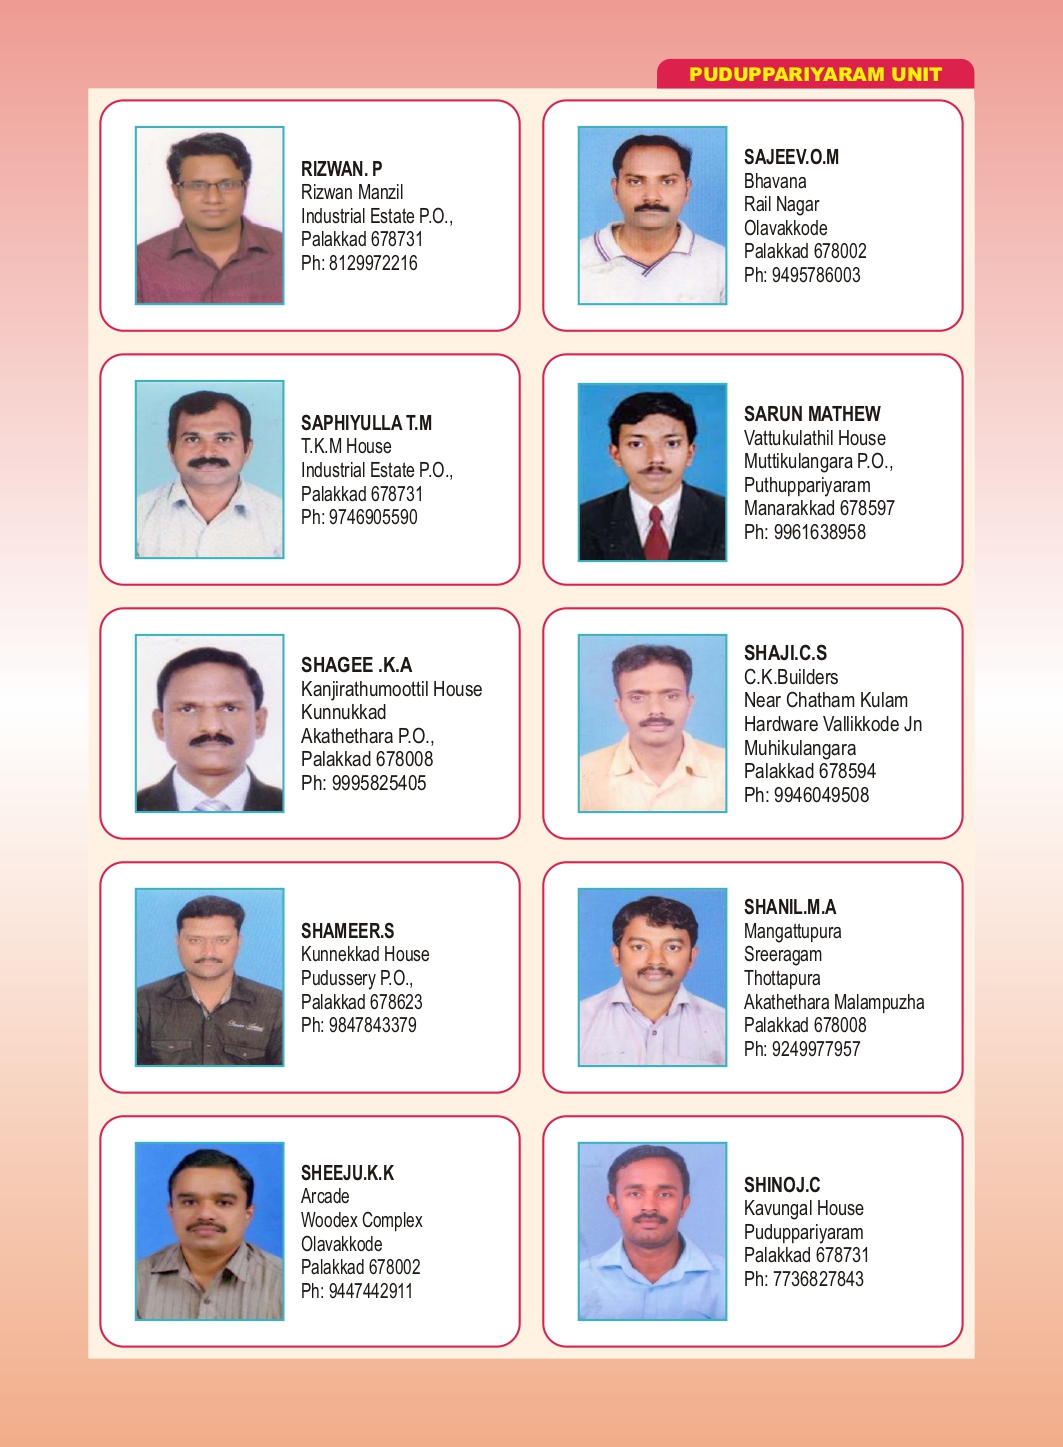 PUDUPPARIYARAM UNIT
RIZWAN. P
Rizwan Manzil
Industrial Estate P.O.,
Palakkad 678731
Ph: 8129972216
SAJEEV.O.M
Bhavana
Rail Nagar
Olavakkode
Palakkad 678002
Ph: 9495786003
SAPHIYULLA T.M
T.K.M House
Industrial Estate P.O.,
Palakkad 678731
Ph: 9746905590
SARUN MATHEW
Vattukulathil House
Muttikulangara P.O.,
Puthuppariyaram
Manarakkad 678597
Ph: 9961638958
SHAGEE .K.A
Kanjirathumoottil House
Kunnukkad
Akathethara P.O.,
Palakkad 678008
Ph: 9995825405
SHAJI.C.S
C.K.Builders
Near Chatham Kulam
Hardware Vallikkode Jn
Muhikulangara
Palakkad 678594
Ph: 9946049508
SHAMEER.S
Kunnekkad House
Pudussery P.O.,
Palakkad 678623
Ph: 9847843379
SHANIL.M.A
Mangattupura
Sreeragam
Thottapura
Akathethara Malampuzha
Palakkad 678008
Ph: 9249977957
SHEEJU.K.K
Arcade
Woodex Complex
Olavakkode
Palakkad 678002
Ph: 9447442911
SHINOJ.C
Kavungal House
Puduppariyaram
Palakkad 678731
Ph: 7736827843